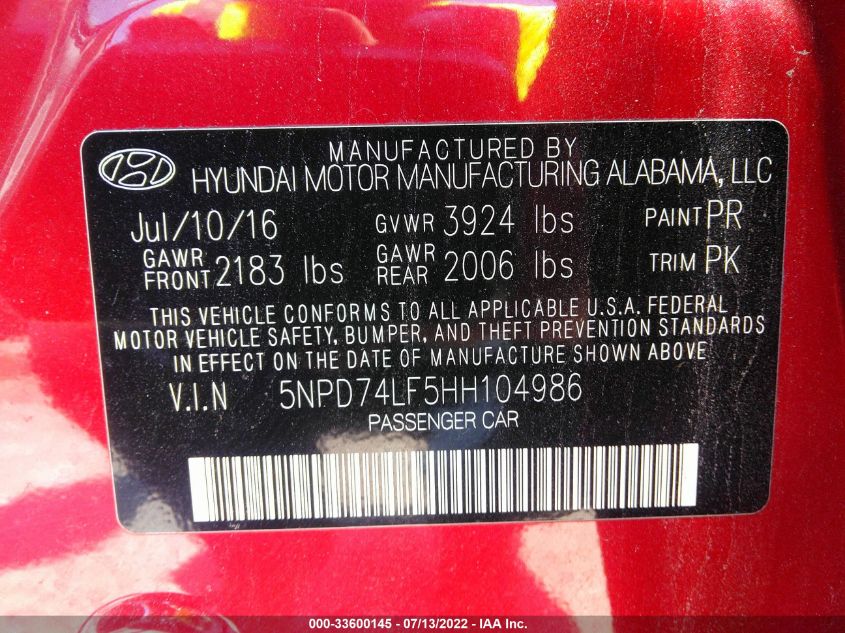 MANUFACTURED BY
HYUNDAI MOTOR MANUFACTURING ALABAMA, LLC
Jul/10/16 GVWR 3924 lbs PAINT PR
GAWR FRONT 2183 lbs GAWR REAR 2006 lbs TRIM PK
THIS VEHICLE CONFORMS TO ALL APPLICABLE U.S.A. FEDERAL
MOTOR VEHICLE SAFETY, BUMPER, AND THEFT PREVENTION STANDARDS
IN EFFECT ON THE DATE OF MANUFACTURE SHOWN ABOVE
V.I.N 5NPD74LF5HH104986
PASSENGER CAR
000-33600145 - 07/13/2022 - IAA Inc.